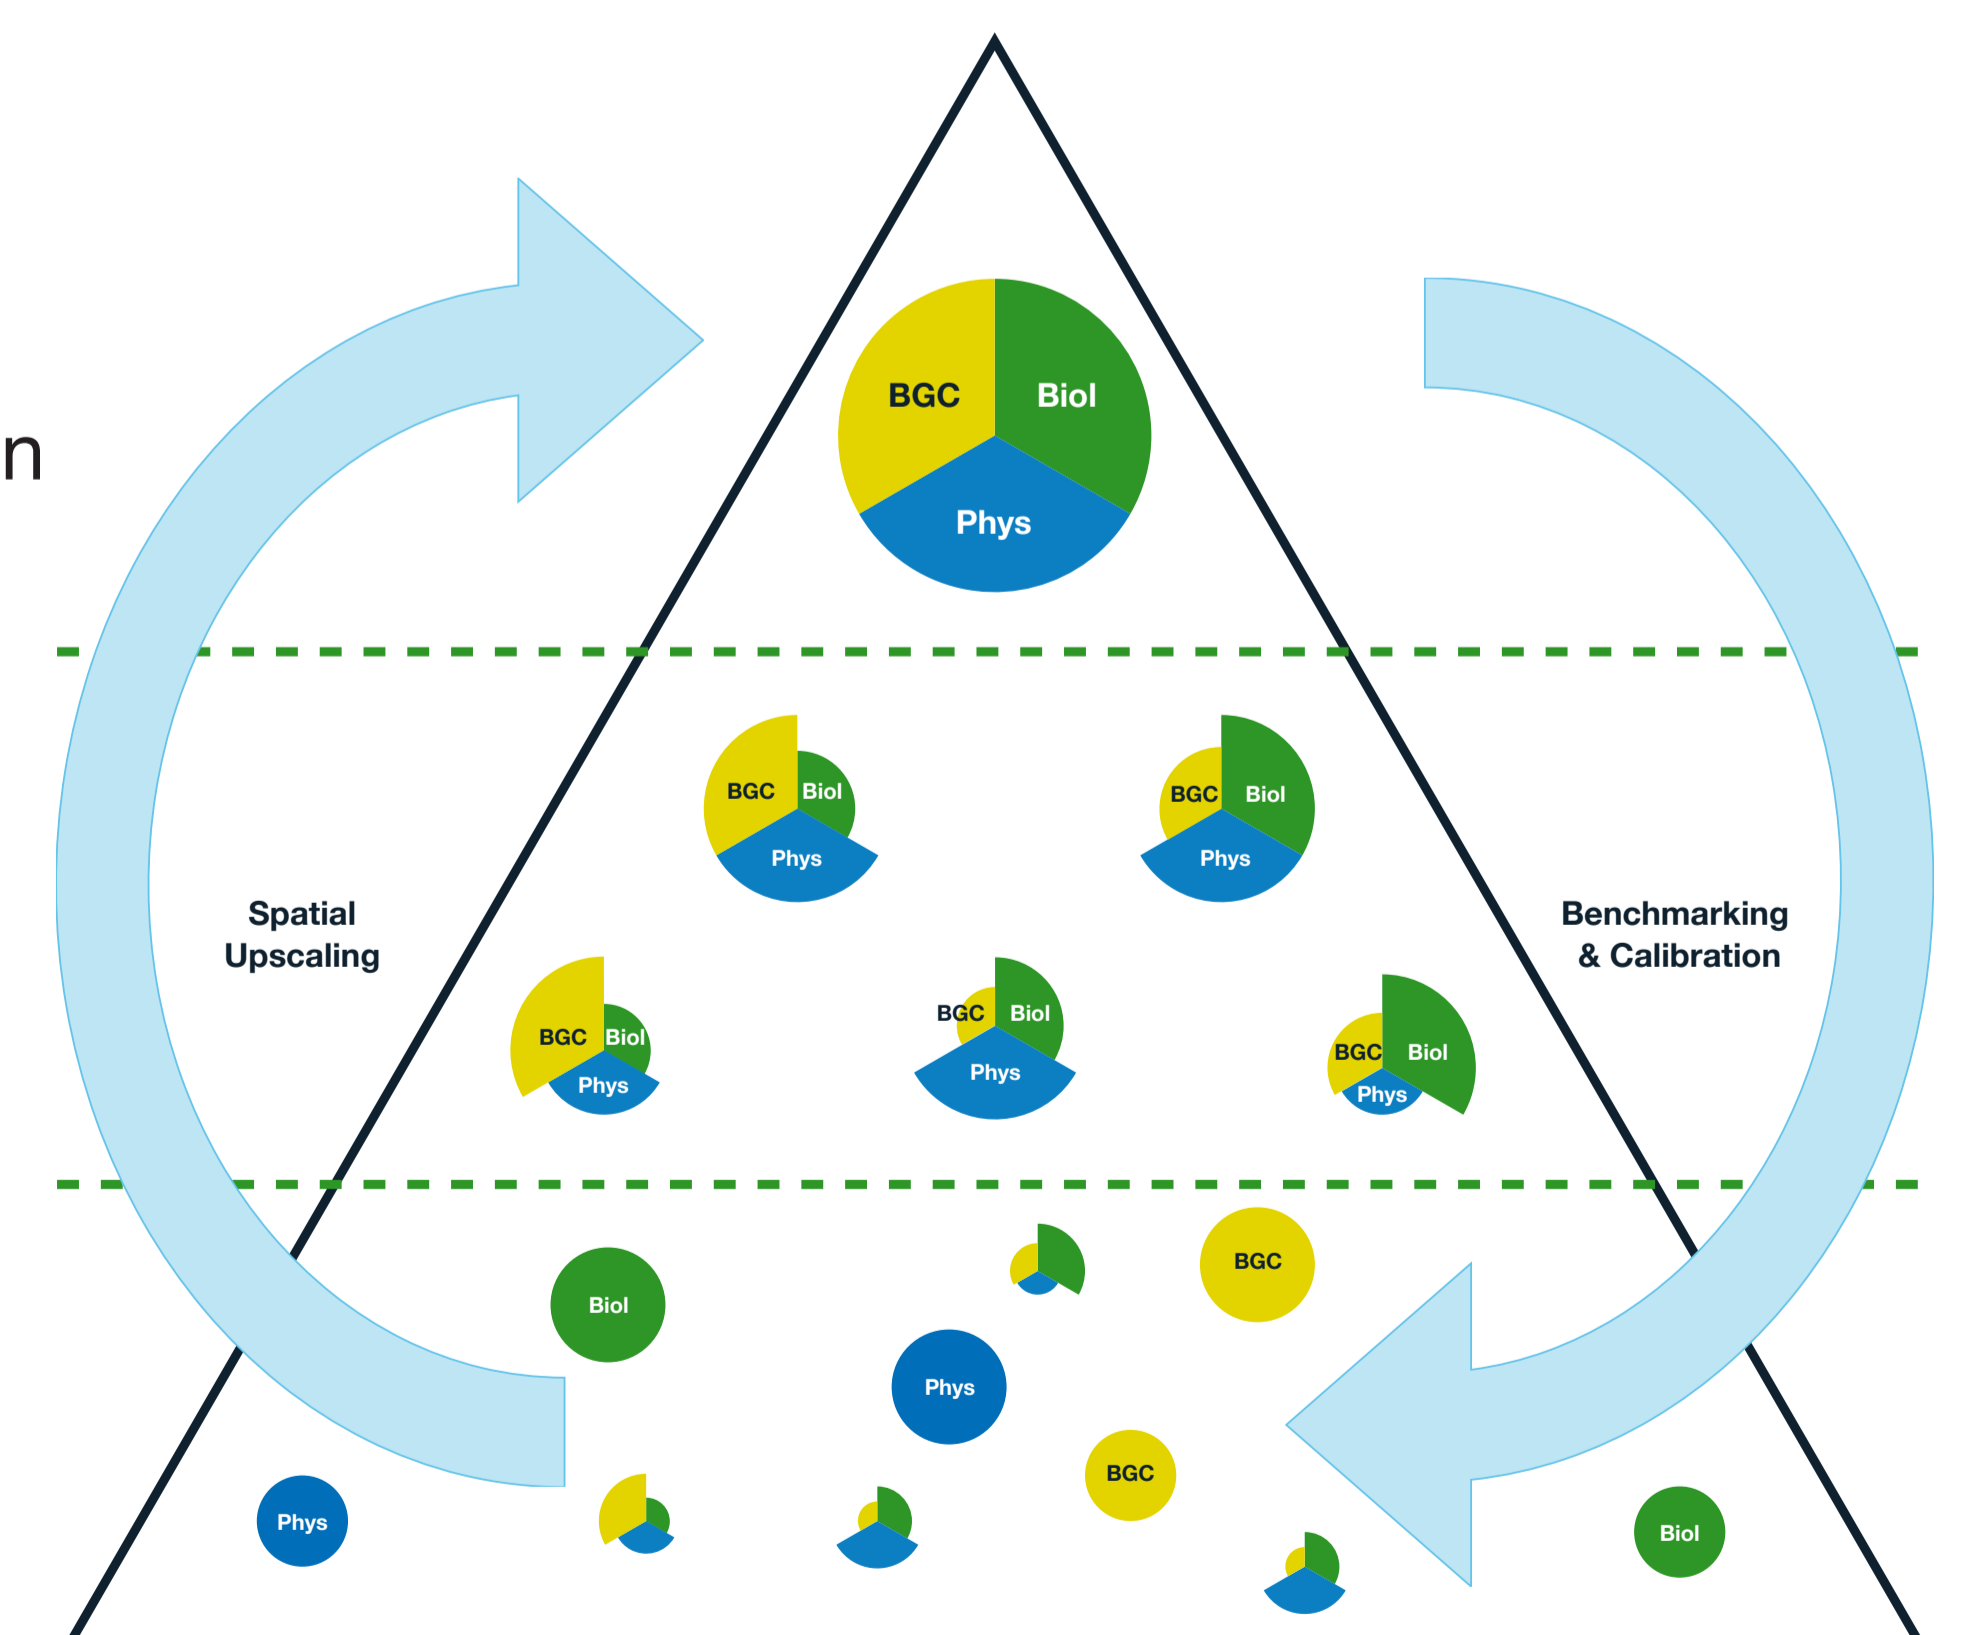 BGC
Biol
n
Phys
BGC
Biol
BGC
Biol
Phys
Phys
Spatial
Upscaling
Benchmarking
& Calibration
BGC
Biol
BGC
Biol
BGC
Biol
Phys
Phys
Phys
BGC
Biol
Phys
BGC
Phys
Biol